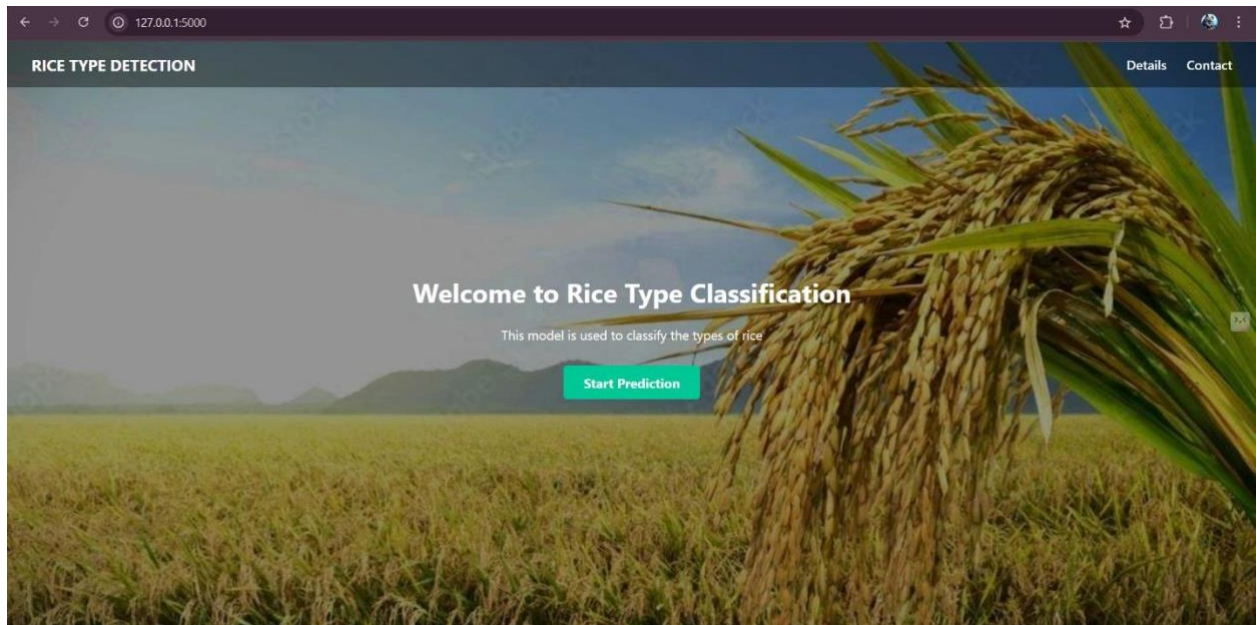 127.0.0.1:5000
RICE TYPE DETECTION
Details
Contact
Welcome to Rice Type Classification
This model is used to classify the types of rice
Start Prediction